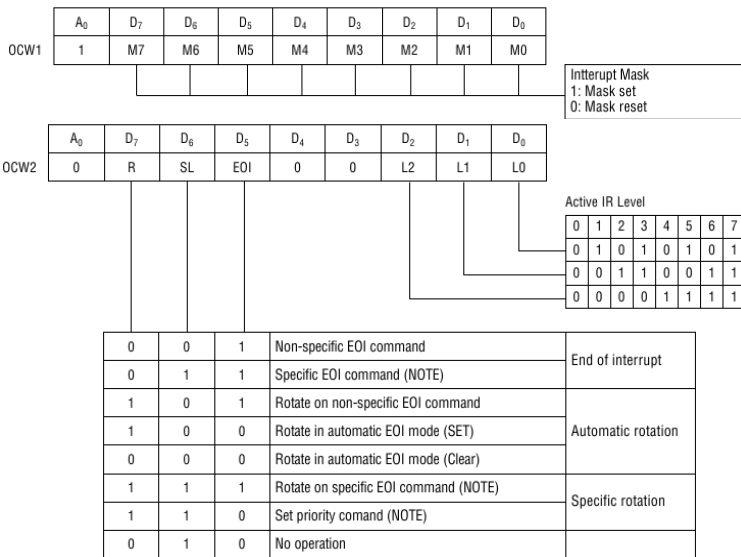 A₀ D₇ D₆ D₅ D₄ D₃ D₂ D₁ D₀
OCW1 1 M7 M6 M5 M4 M3 M2 M1 M0
Intterupt Mask
1: Mask set
0: Mask reset
A₀ D₇ D₆ D₅ D₄ D₃ D₂ D₁ D₀
OCW2 0 R SL EOI 0 0 L2 L1 L0
Active IR Level
0 1 2 3 4 5 6 7
0 1 0 1 0 1 0 1
0 0 1 1 0 0 1 1
0 0 0 0 1 1 1 1
0 0 1 Non-specific EOI command
End of interrupt
0 1 1 Specific EOI command (NOTE)
1 0 1 Rotate on non-specific EOI command
1 0 0 Rotate in automatic EOI mode (SET) Automatic rotation
0 0 0 Rotate in automatic EOI mode (Clear)
1 1 1 Rotate on specific EOI command (NOTE)
Specific rotation
1 1 0 Set priority comand (NOTE)
0 1 0 No operation